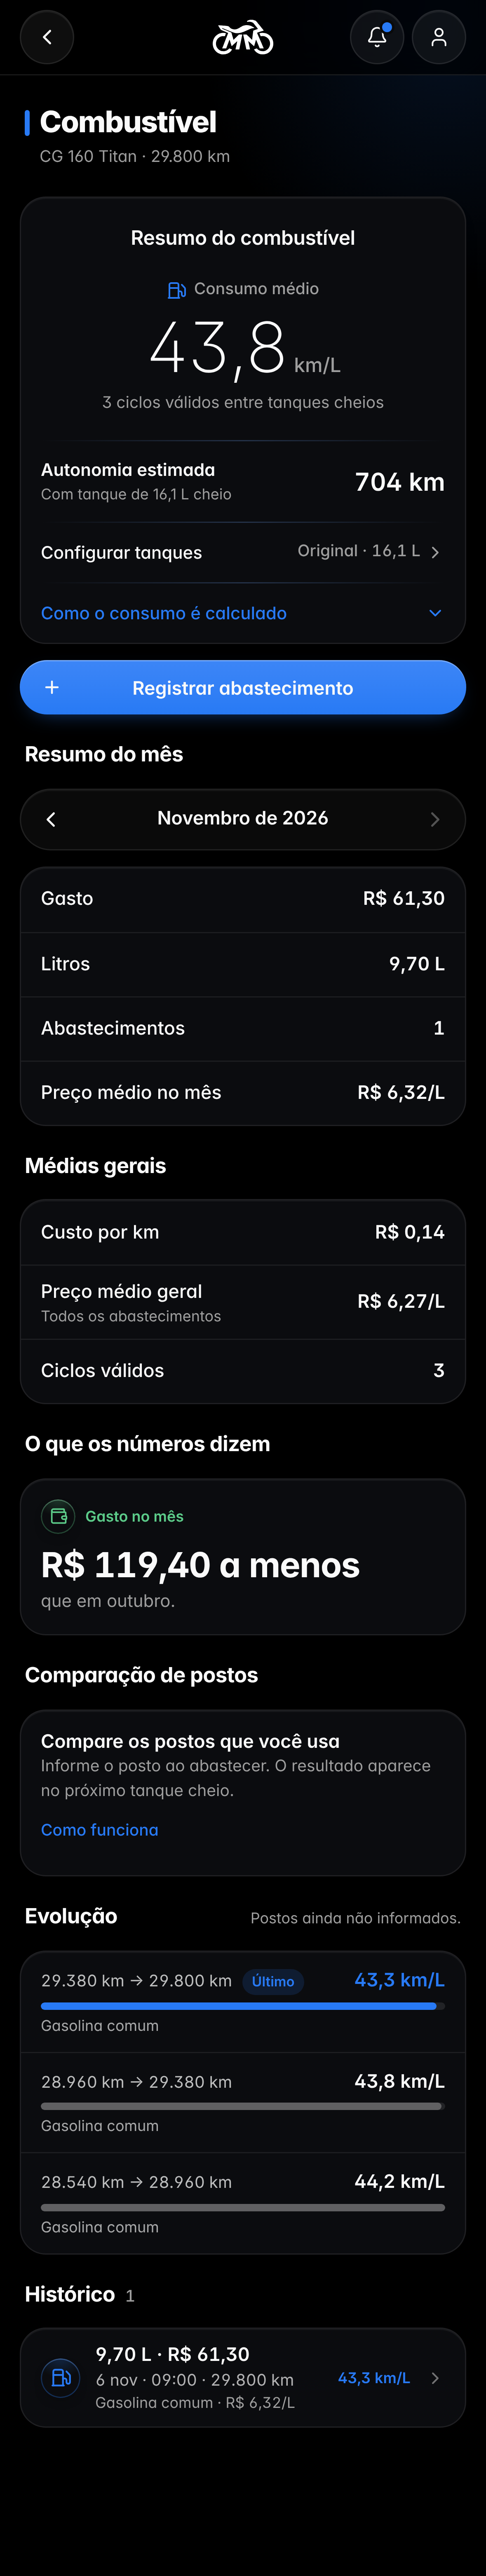 MM
Combustível
CG 160 Titan · 29.800 km
Resumo do combustível
Consumo médio
43,8 km/L
3 ciclos válidos entre tanques cheios
Autonomia estimada
704 km
Com tanque de 16,1 L cheio
Configurar tanques
Original · 16,1 L
Como o consumo é calculado
Registrar abastecimento
Resumo do mês
Novembro de 2026
Gasto
R$ 61,30
Litros
9,70 L
Abastecimentos
1
Preço médio no mês
R$ 6,32/L
Médias gerais
Custo por km
R$ 0,14
Preço médio geral
R$ 6,27/L
Todos os abastecimentos
Ciclos válidos
3
O que os números dizem
Gasto no mês
R$ 119,40 a menos
que em outubro.
Comparação de postos
Compare os postos que você usa
Informe o posto ao abastecer. O resultado aparece
no próximo tanque cheio.
Como funciona
Evolução
Postos ainda não informados.
29.380 km → 29.800 km
Último
43,3 km/L
Gasolina comum
28.960 km → 29.380 km
43,8 km/L
Gasolina comum
28.540 km → 28.960 km
44,2 km/L
Gasolina comum
Histórico 1
9,70 L · R$ 61,30
6 nov · 09:00 · 29.800 km
43,3 km/L
Gasolina comum · R$ 6,32/L